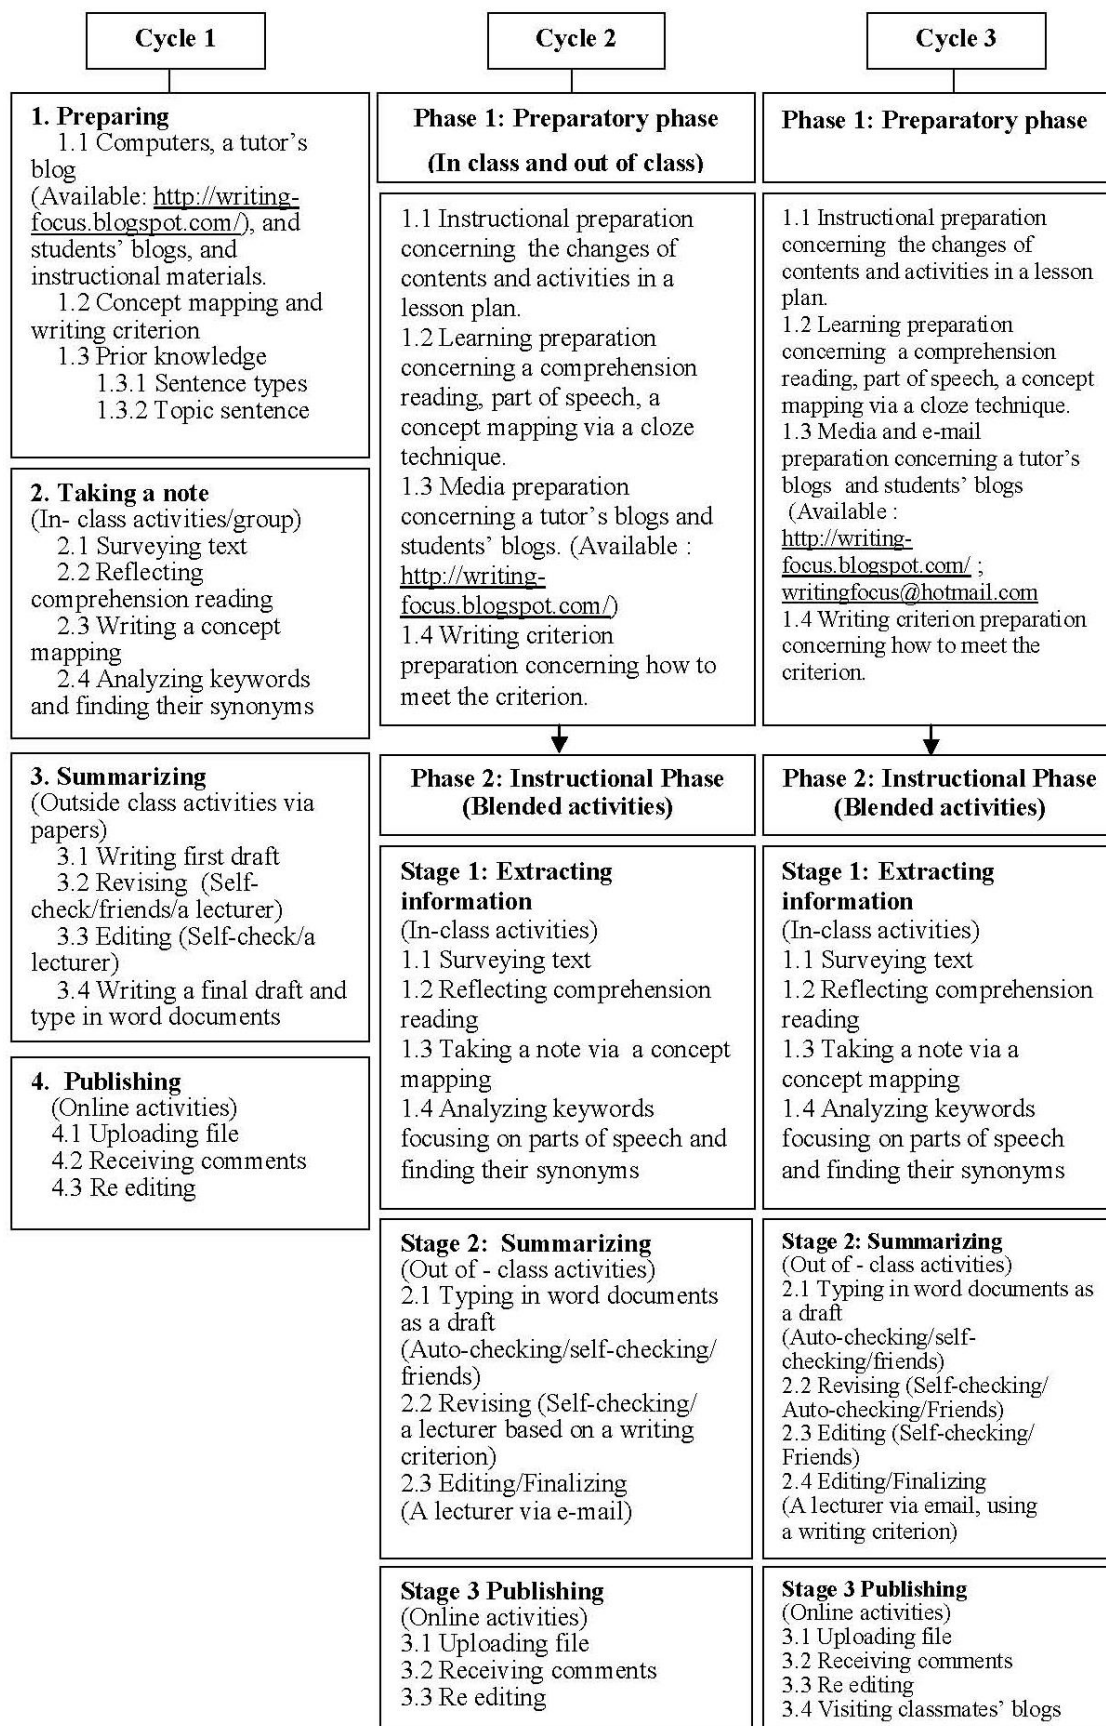 Cycle 1
1. Preparing
1.1 Computers, a tutor's
blog
(Available: http://writing-
focus.blogspot.com/), and
students' blogs, and
instructional materials.
1.2 Concept mapping and
writing criterion
1.3 Prior knowledge
1.3.1 Sentence types
1.3.2 Topic sentence
2. Taking a note
(In- class activities/group)
2.1 Surveying text
2.2 Reflecting
comprehension reading
2.3 Writing a concept
mapping
2.4 Analyzing keywords
and finding their synonyms
3. Summarizing
(Outside class activities via
papers)
3.1 Writing first draft
3.2 Revising (Self-
check/friends/a lecturer)
3.3 Editing (Self-check/a
lecturer)
3.4 Writing a final draft and
type in word documents
4. Publishing
(Online activities)
4.1 Uploading file
4.2 Receiving comments
4.3 Re editing
Cycle 2
Phase 1: Preparatory phase
(In class and out of class)
1.1 Instructional preparation
concerning the changes of
contents and activities in a
lesson plan.
1.2 Learning preparation
concerning a comprehension
reading, part of speech, a
concept mapping via a cloze
technique.
1.3 Media preparation
concerning a tutor's blogs and
students' blogs. (Available :
http://writing-
focus.blogspot.com/)
1.4 Writing criterion
preparation concerning how to
meet the criterion.
Phase 2: Instructional Phase
(Blended activities)
Stage 1: Extracting
information
(In-class activities)
1.1 Surveying text
1.2 Reflecting comprehension
reading
1.3 Taking a note via a concept
mapping
1.4 Analyzing keywords
focusing on parts of speech and
finding their synonyms
Stage 2: Summarizing
(Out of - class activities)
2.1 Typing in word documents
as a draft
(Auto-checking/self-checking/
friends)
2.2 Revising (Self-checking/
a lecturer based on a writing
criterion)
2.3 Editing/Finalizing
(A lecturer via e-mail)
Stage 3 Publishing
(Online activities)
3.1 Uploading file
3.2 Receiving comments
3.3 Re editing
Cycle 3
Phase 1: Preparatory phase
1.1 Instructional preparation
concerning the changes of
contents and activities in a lesson
plan.
1.2 Learning preparation
concerning a comprehension
reading, part of speech, a concept
mapping via a cloze technique.
1.3 Media and e-mail
preparation concerning a tutor's
blogs and students' blogs
(Available :
http://writing-
focus.blogspot.com/ ;
writingfocus@hotmail.com
1.4 Writing criterion preparation
concerning how to meet the
criterion.
Phase 2: Instructional Phase
(Blended activities)
Stage 1: Extracting
information
(In-class activities)
1.1 Surveying text
1.2 Reflecting comprehension
reading
1.3 Taking a note via a
concept mapping
1.4 Analyzing keywords
focusing on parts of speech
and finding their synonyms
Stage 2: Summarizing
(Out of - class activities)
2.1 Typing in word documents as
a draft
(Auto-checking/self-
checking/friends)
2.2 Revising (Self-checking/
Auto-checking/Friends)
2.3 Editing (Self-checking/
Friends)
2.4 Editing/Finalizing
(A lecturer via email, using
a writing criterion)
Stage 3 Publishing
(Online activities)
3.1 Uploading file
3.2 Receiving comments
3.3 Re editing
3.4 Visiting classmates' blogs